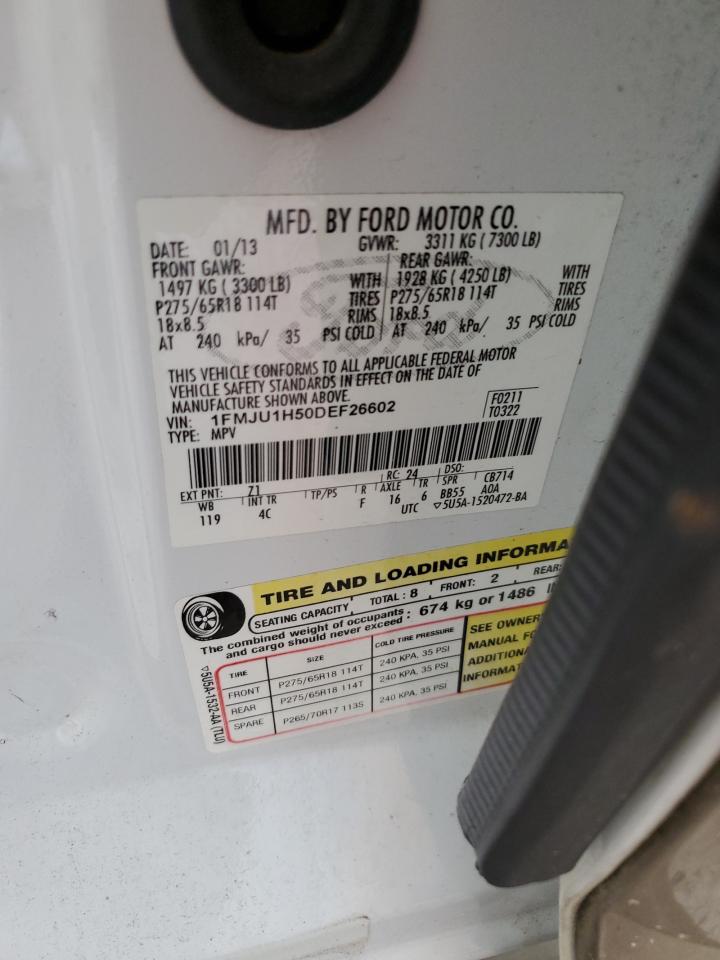 MFD. BY FORD MOTOR CO.
DATE: 01/13 GVWR: 3311 KG ( 7300 LB)
FRONT GAWR: REAR GAWR:
1497 KG ( 3300 LB) WITH 1928 KG ( 4250 LB) WITH
P275/65R18 114T TIRES P275/65R18 114T TIRES
18x8.5 RIMS 18x8.5 RIMS
AT 240 kPa/ 35 PSI COLD AT 240 kPa/ 35 PSI COLD
THIS VEHICLE CONFORMS TO ALL APPLICABLE FEDERAL MOTOR
VEHICLE SAFETY STANDARDS IN EFFECT ON THE DATE OF
MANUFACTURE SHOWN ABOVE.
VIN: 1FMJU1H50DEF26602 F0211
TYPE: MPV T0322
RC: 24 DSO:
EXT PNT: Z1 CB714
WB INT TR TP/PS R AXLE TR SPR A0A
119 4C F 16 6 BB55
UTC ▽5U5A-1520472-BA
TIRE AND LOADING INFORMA
SEATING CAPACITY TOTAL: 8 FRONT: 2 REAR:
The combined weight of occupants and cargo should never exceed: 674 kg or 1486
TIRE SIZE COLD TIRE PRESSURE
FRONT P275/65R18 114T 240 KPA, 35 PSI
REAR P275/65R18 114T 240 KPA, 35 PSI
SPARE P265/70R17 113S 240 KPA, 35 PSI
SEE OWNER
MANUAL FO
ADDITIONA
INFORMAT
▽5U5A-1532-AA (TLU)